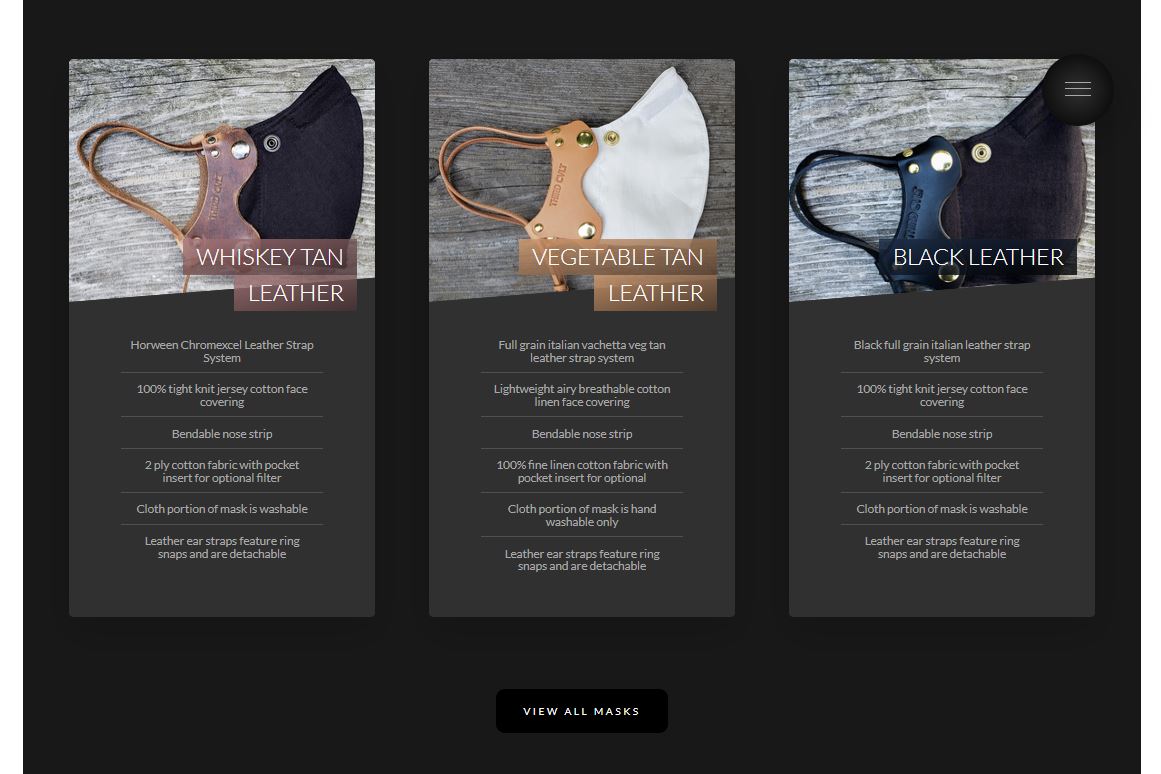 THIRD CVLT
WHISKEY TAN
LEATHER
Horween Chromexcel Leather Strap
System
100% tight knit jersey cotton face
covering
Bendable nose strip
2 ply cotton fabric with pocket
insert for optional filter
Cloth portion of mask is washable
Leather ear straps feature ring
snaps and are detachable
THIRD CVLT
VEGETABLE TAN
LEATHER
Full grain italian vachetta veg tan
leather strap system
Lightweight airy breathable cotton
linen face covering
Bendable nose strip
100% fine linen cotton fabric with
pocket insert for optional
Cloth portion of mask is hand
washable only
Leather ear straps feature ring
snaps and are detachable
THIRD CVLT
BLACK LEATHER
Black full grain italian leather strap
system
100% tight knit jersey cotton face
covering
Bendable nose strip
2 ply cotton fabric with pocket
insert for optional filter
Cloth portion of mask is washable
Leather ear straps feature ring
snaps and are detachable
VIEW ALL MASKS